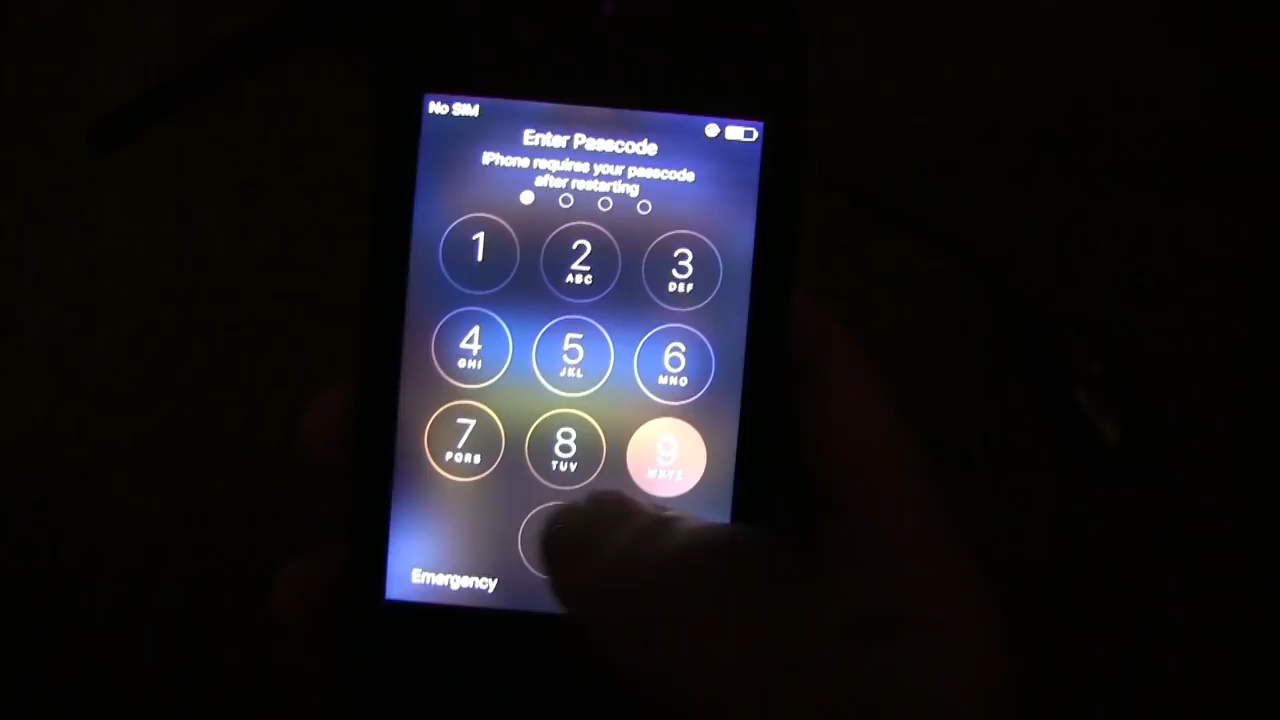 No SIM
Enter Passcode
iPhone requires your passcode
after restarting
1
2
ABC
3
DEF
4
GHI
5
JKL
6
MNO
7
PQRS
8
TUV
9
WXYZ
Emergency